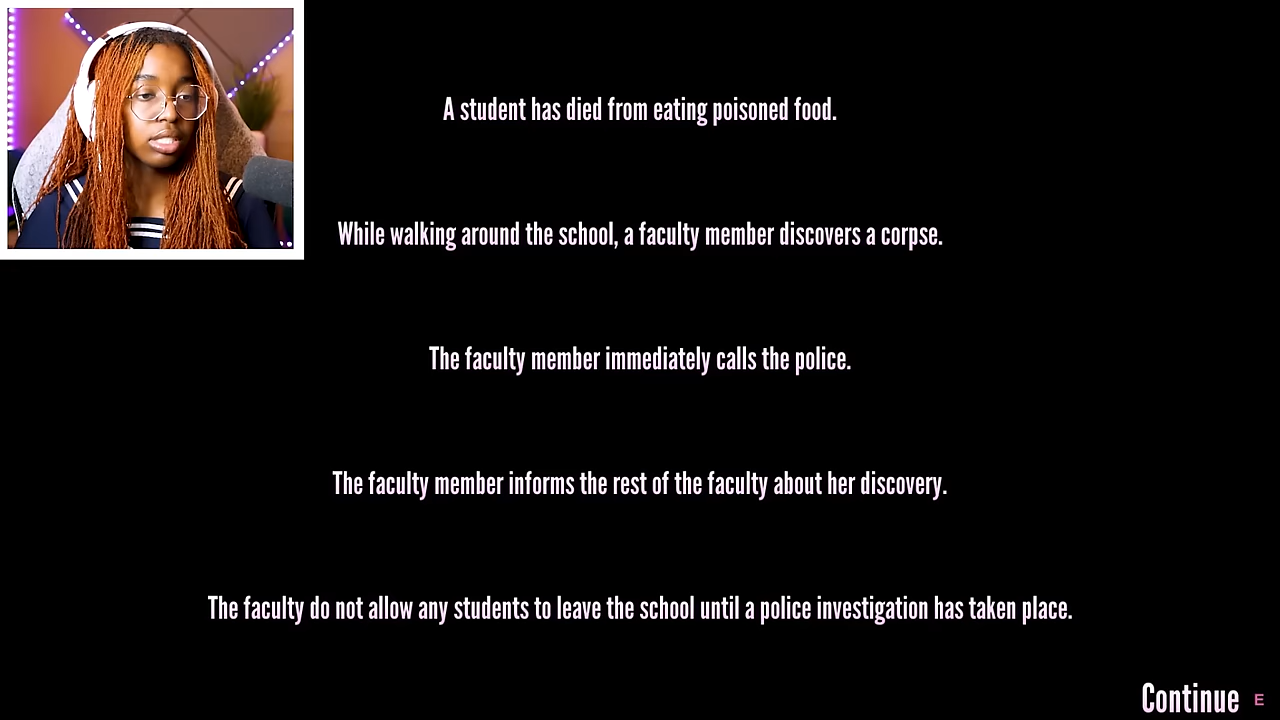 A student has died from eating poisoned food.
While walking around the school, a faculty member discovers a corpse.
The faculty member immediately calls the police.
The faculty member informs the rest of the faculty about her discovery.
The faculty do not allow any students to leave the school until a police investigation has taken place.
Continue E